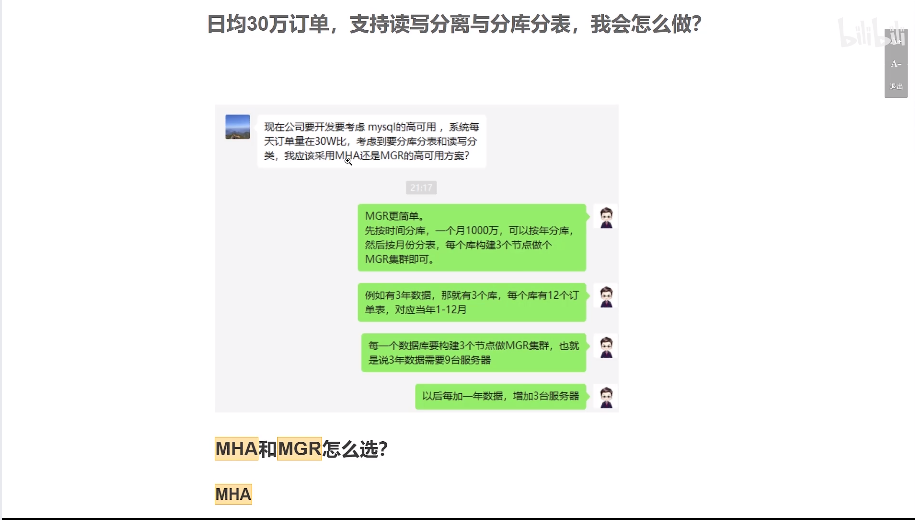 日均30万订单，支持读写分离与分库分表，我会怎么做？
bilibili
A-
现在公司要开发要考虑 mysql的高可用 ，系统每
天订单量在30W比，考虑到要分库分表和读写分
类，我应该采用MHA还是MGR的高可用方案？
21:17
MGR更简单。
先按时间分库，一个月1000万，可以按年分库，
然后按月份分表，每个库构建3个节点做个
MGR集群即可。
例如有3年数据，那就有3个库，每个库有12个订
单表，对应当年1-12月
每一个数据库要构建3个节点做MGR集群，也就
是说3年数据需要9台服务器
以后每加一年数据，增加3台服务器
MHA和MGR怎么选？
MHA